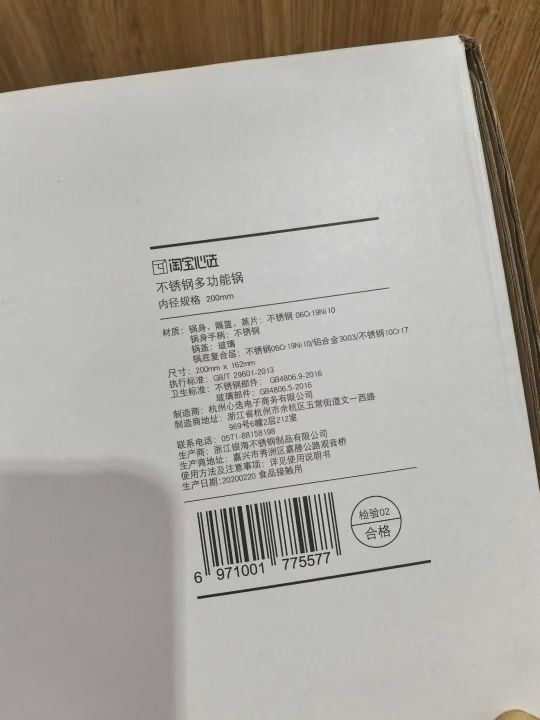 淘宝心选
不锈钢多功能锅
内径规格 200mm
材质：锅身、隔篮、蒸片：不锈钢 06Cr19Ni10
锅身手柄：不锈钢
锅盖：玻璃
锅底复合层：不锈钢06Cr19Ni10/铝合金3003/不锈钢10Cr17
尺寸：200mm x 162mm
执行标准：GB/T 29601-2013
卫生标准：不锈钢部件：GB4806.9-2016
玻璃部件：GB4806.5-2016
制造商：杭州心选电子商务有限公司
制造商地址：浙江省杭州市余杭区五常街道文一西路
969号6幢2层212室
联系电话：0571-88158198
生产商：浙江银海不锈钢制品有限公司
生产商地址：嘉兴市秀洲区嘉陵公路观音桥
使用方法及注意事项：详见使用说明书
生产日期：20200220 食品接触用
检验02
合格
6 971001 775577